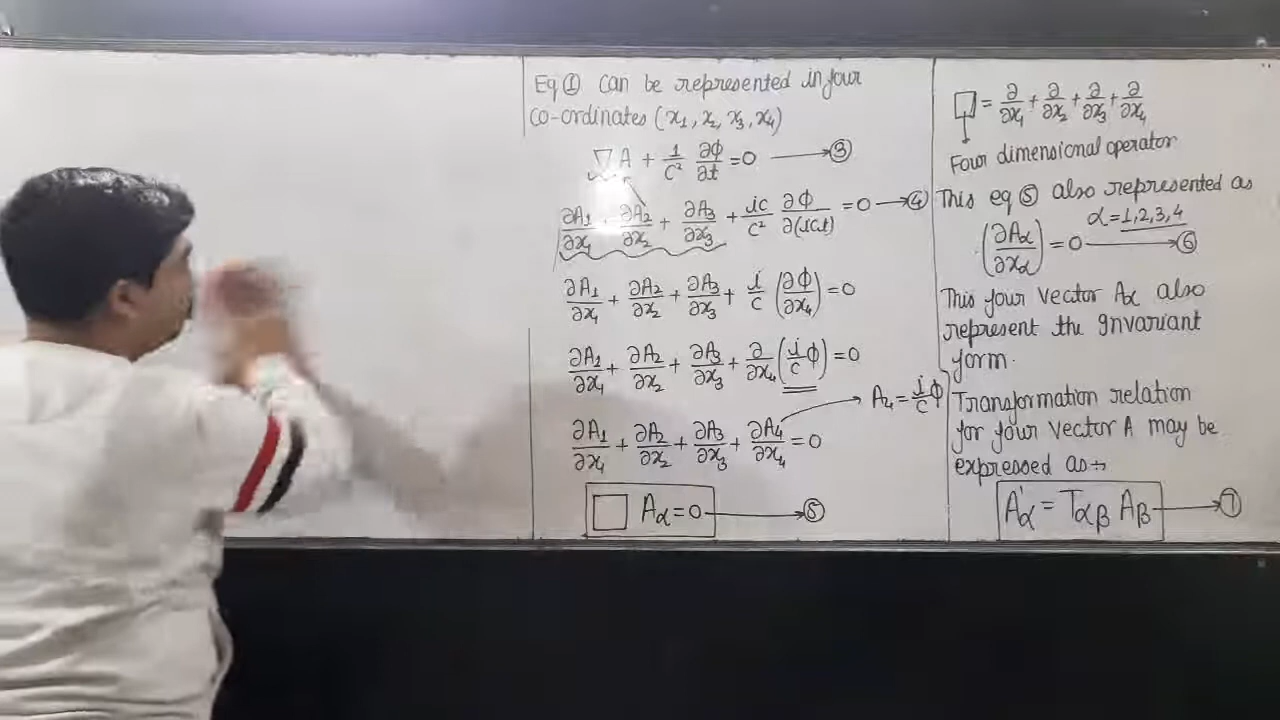 Eq ① can be represented in four
co-ordinates (x₁, x₂, x₃, x₄)
∇A + 1/c² ∂ϕ/∂t = 0 → ③
∂A₁/∂x₁ + ∂A₂/∂x₂ + ∂A₃/∂x₃ + ic/c² ∂ϕ/∂(ict) = 0 → ④
∂A₁/∂x₁ + ∂A₂/∂x₂ + ∂A₃/∂x₃ + i/c (∂ϕ/∂x₄) = 0
∂A₁/∂x₁ + ∂A₂/∂x₂ + ∂A₃/∂x₃ + ∂/∂x₄ (i/c ϕ) = 0
A₄ = i/c ϕ
∂A₁/∂x₁ + ∂A₂/∂x₂ + ∂A₃/∂x₃ + ∂A₄/∂x₄ = 0
□ Aα = 0 → ⑤
□ = ∂/∂x₁ + ∂/∂x₂ + ∂/∂x₃ + ∂/∂x₄
Four dimensional operator
This eq ⑤ also represented as
α = 1,2,3,4
(∂Aα/∂xα) = 0 → ⑥
This four vector Aα also
represent the Invariant
form.
Transformation relation
for four vector A may be
expressed as →
A'α = Tαβ Aβ → ⑦